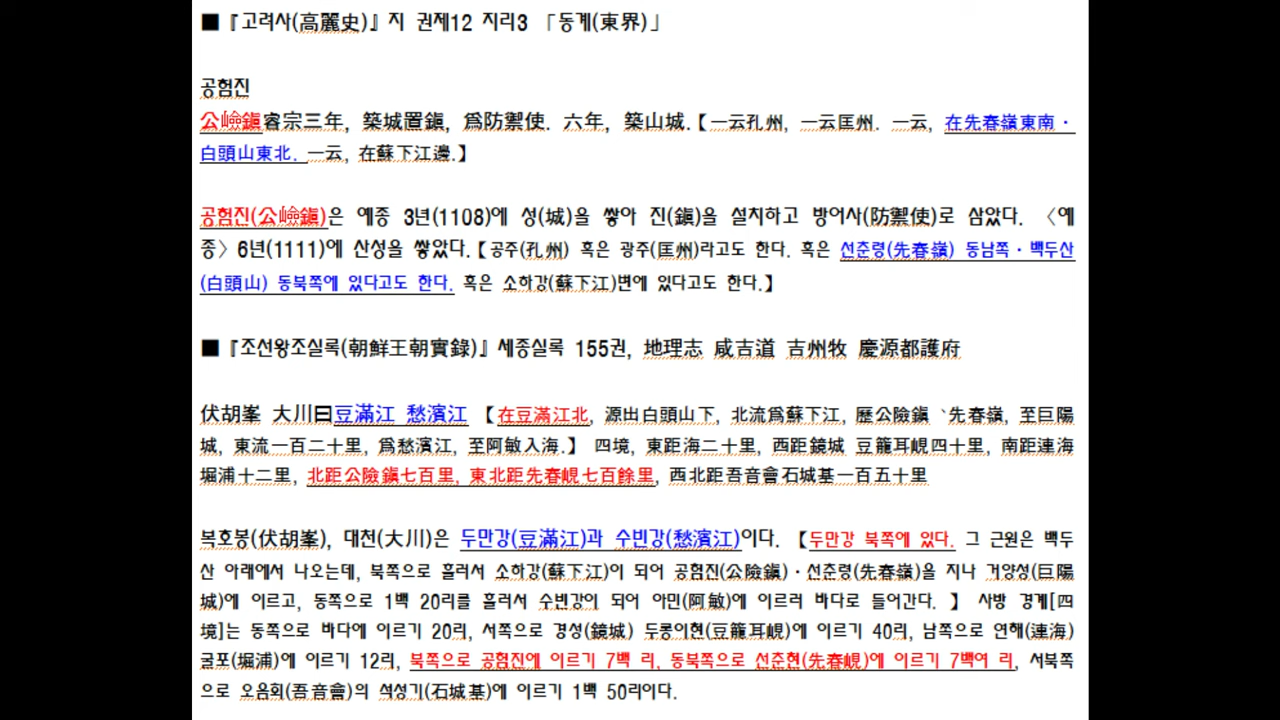 ■『고려사(高麗史)』지 권제12 지리3 「동계(東界)」
공험진
公嶮鎭睿宗三年, 築城置鎭, 爲防禦使. 六年, 築山城.【一云孔州, 一云匡州. 一云, 在先春嶺東南·
白頭山東北. 一云, 在蘇下江邊.】
공험진(公嶮鎭)은 예종 3년(1108)에 성(城)을 쌓아 진(鎭)을 설치하고 방어사(防禦使)로 삼았다. 〈예
종〉6년(1111)에 산성을 쌓았다.【공주(孔州) 혹은 광주(匡州)라고도 한다. 혹은 선춘령(先春嶺) 동남쪽·백두산
(白頭山) 동북쪽에 있다고도 한다. 혹은 소하강(蘇下江)변에 있다고도 한다.】
■『조선왕조실록(朝鮮王朝實錄)』세종실록 155권, 地理志 咸吉道 吉州牧 慶源都護府
伏胡峯 大川曰豆滿江 愁濱江 【在豆滿江北, 源出白頭山下, 北流爲蘇下江, 歷公險鎭、先春嶺, 至巨陽
城, 東流一百二十里, 爲愁濱江, 至阿敏入海.】 四境, 東距海二十里, 西距鏡城 豆籠耳峴四十里, 南距連海
堀浦十二里, 北距公險鎭七百里, 東北距先春峴七百餘里, 西北距吾音會石城基一百五十里
복호봉(伏胡峯), 대천(大川)은 두만강(豆滿江)과 수빈강(愁濱江)이다. 【두만강 북쪽에 있다. 그 근원은 백두
산 아래에서 나오는데, 북쪽으로 흘러서 소하강(蘇下江)이 되어 공험진(公險鎭)·선춘령(先春嶺)을 지나 거양성(巨陽
城)에 이르고, 동쪽으로 1백 20리를 흘러서 수빈강이 되어 아민(阿敏)에 이르러 바다로 들어간다. 】 사방 경계[四
境]는 동쪽으로 바다에 이르기 20리, 서쪽으로 경성(鏡城) 두롱이현(豆籠耳峴)에 이르기 40리, 남쪽으로 연해(連海)
굴포(堀浦)에 이르기 12리, 북쪽으로 공험진에 이르기 7백 리, 동북쪽으로 선춘현(先春峴)에 이르기 7백여 리, 서북쪽
으로 오음회(吾音會)의 석성기(石城基)에 이르기 1백 50리이다.